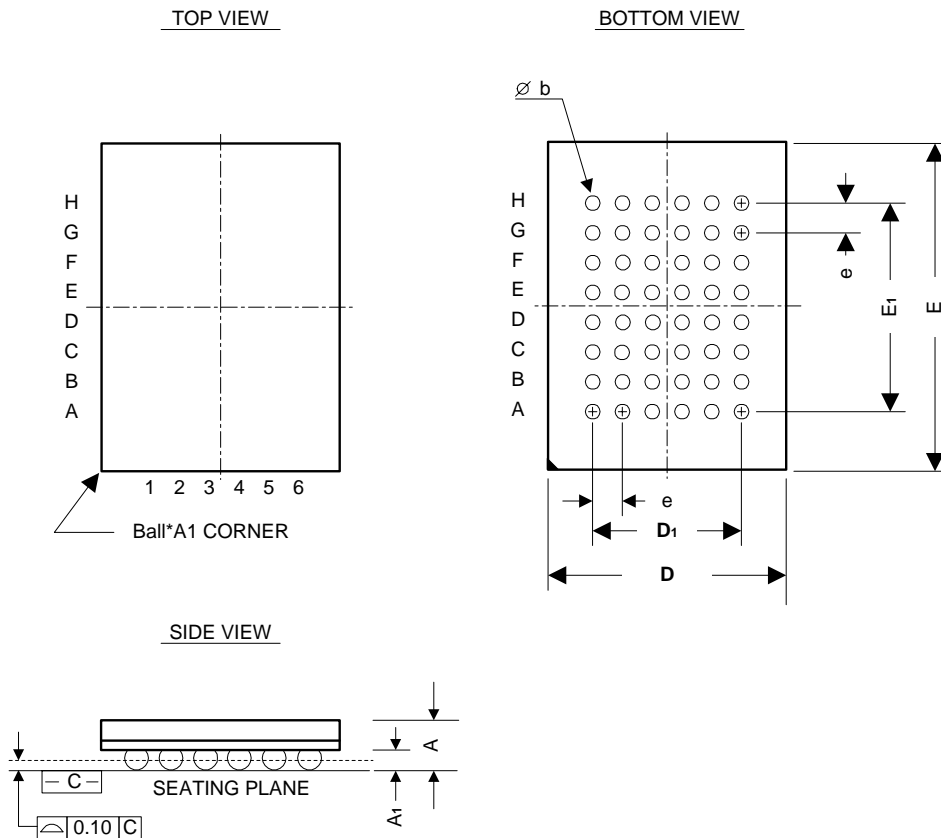 TOP VIEW
BOTTOM VIEW
⌀ b
H
G
F
E
D
C
B
A
1 2 3 4 5 6
Ball*A1 CORNER
H
G
F
E
D
C
B
A
e
E1
E
e
D1
D
SIDE VIEW
A
A1
C
SEATING PLANE
0.10 C